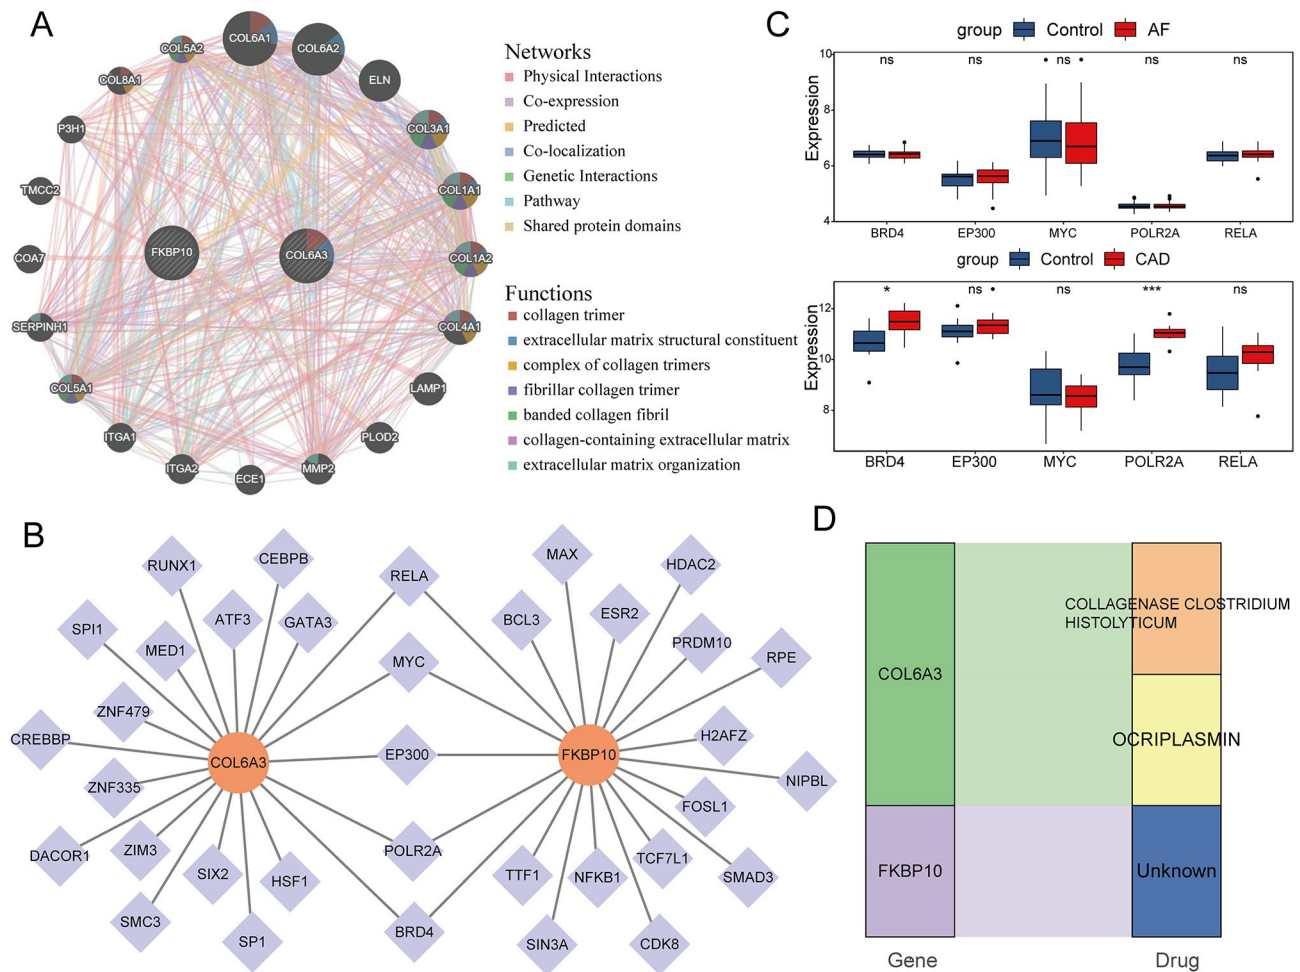 A
COL6A1
COL6A2
COL5A2
ELN
COL8A1
COL3A1
P3H1
COL1A1
TMCC2
FKBP10
COL6A3
COA7
COL1A2
SERPINH1
COL4A1
COL5A1
LAMP1
ITGA1
PLOD2
ITGA2
ECE1
MMP2
Networks
Physical Interactions
Co-expression
Predicted
Co-localization
Genetic Interactions
Pathway
Shared protein domains
Functions
collagen trimer
extracellular matrix structural constituent
complex of collagen trimers
fibrillar collagen trimer
banded collagen fibril
collagen-containing extracellular matrix
extracellular matrix organization
C
group Control AF
10
8
6
4
Expression
ns ns ns ns ns
BRD4 EP300 MYC POLR2A RELA
group Control CAD
12
10
8
Expression
* ns ns *** ns
BRD4 EP300 MYC POLR2A RELA
B
RUNX1
CEBPB
RELA
MAX
HDAC2
SPI1
ATF3
GATA3
BCL3
ESR2
MED1
MYC
PRDM10
RPE
ZNF479
CREBBP
COL6A3
EP300
FKBP10
H2AFZ
NIPBL
ZNF335
FOSL1
DACOR1
ZIM3
SIX2
HSF1
POLR2A
TTF1
NFKB1
TCF7L1
SMAD3
SMC3
SP1
BRD4
SIN3A
CDK8
D
COL6A3
FKBP10
COLLAGENASE CLOSTRIDIUM
HISTOLYTICUM
OCRIPLASMIN
Unknown
Gene
Drug